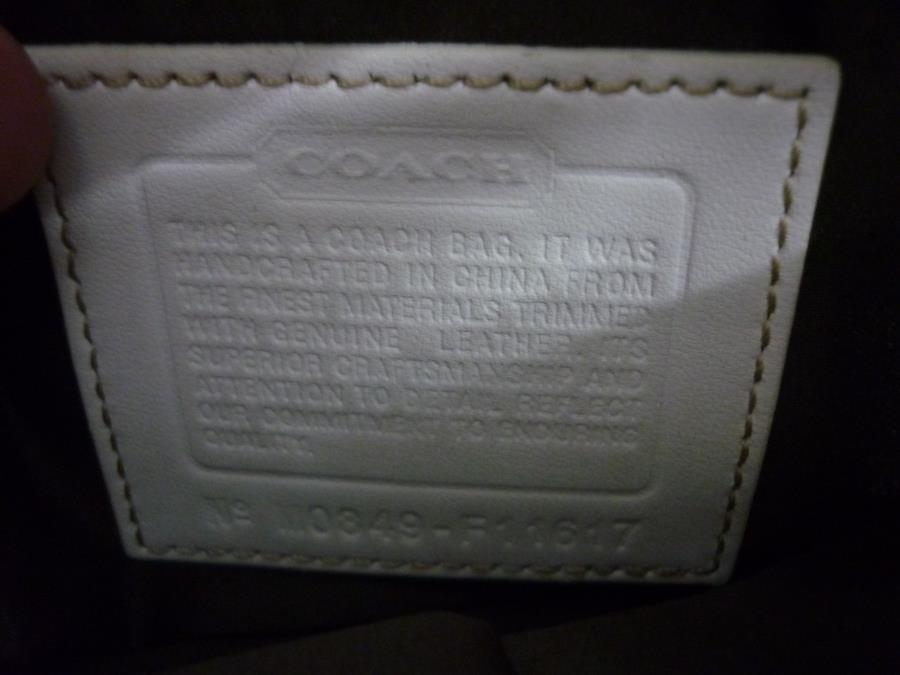 COACH
THIS IS A COACH BAG. IT WAS
HANDCRAFTED IN CHINA FROM
THE FINEST MATERIALS TRIMMED
WITH GENUINE LEATHER. ITS
SUPERIOR CRAFTSMANSHIP AND
ATTENTION TO DETAIL REFLECT
OUR COMMITMENT TO ENDURING
QUALITY.
Nº M0849-F11617